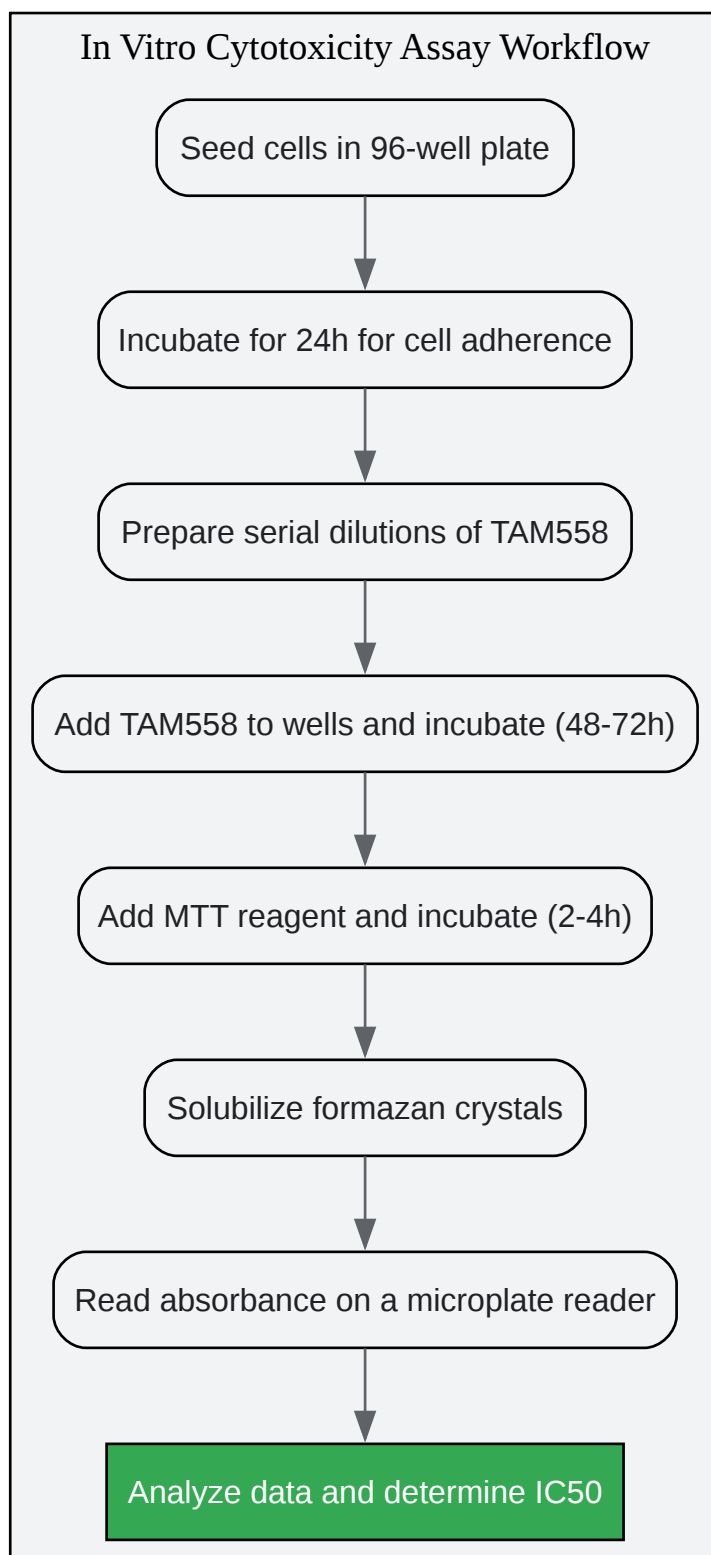 In Vitro Cytotoxicity Assay Workflow
Seed cells in 96-well plate
Incubate for 24h for cell adherence
Prepare serial dilutions of TAM558
Add TAM558 to wells and incubate (48-72h)
Add MTT reagent and incubate (2-4h)
Solubilize formazan crystals
Read absorbance on a microplate reader
Analyze data and determine IC50